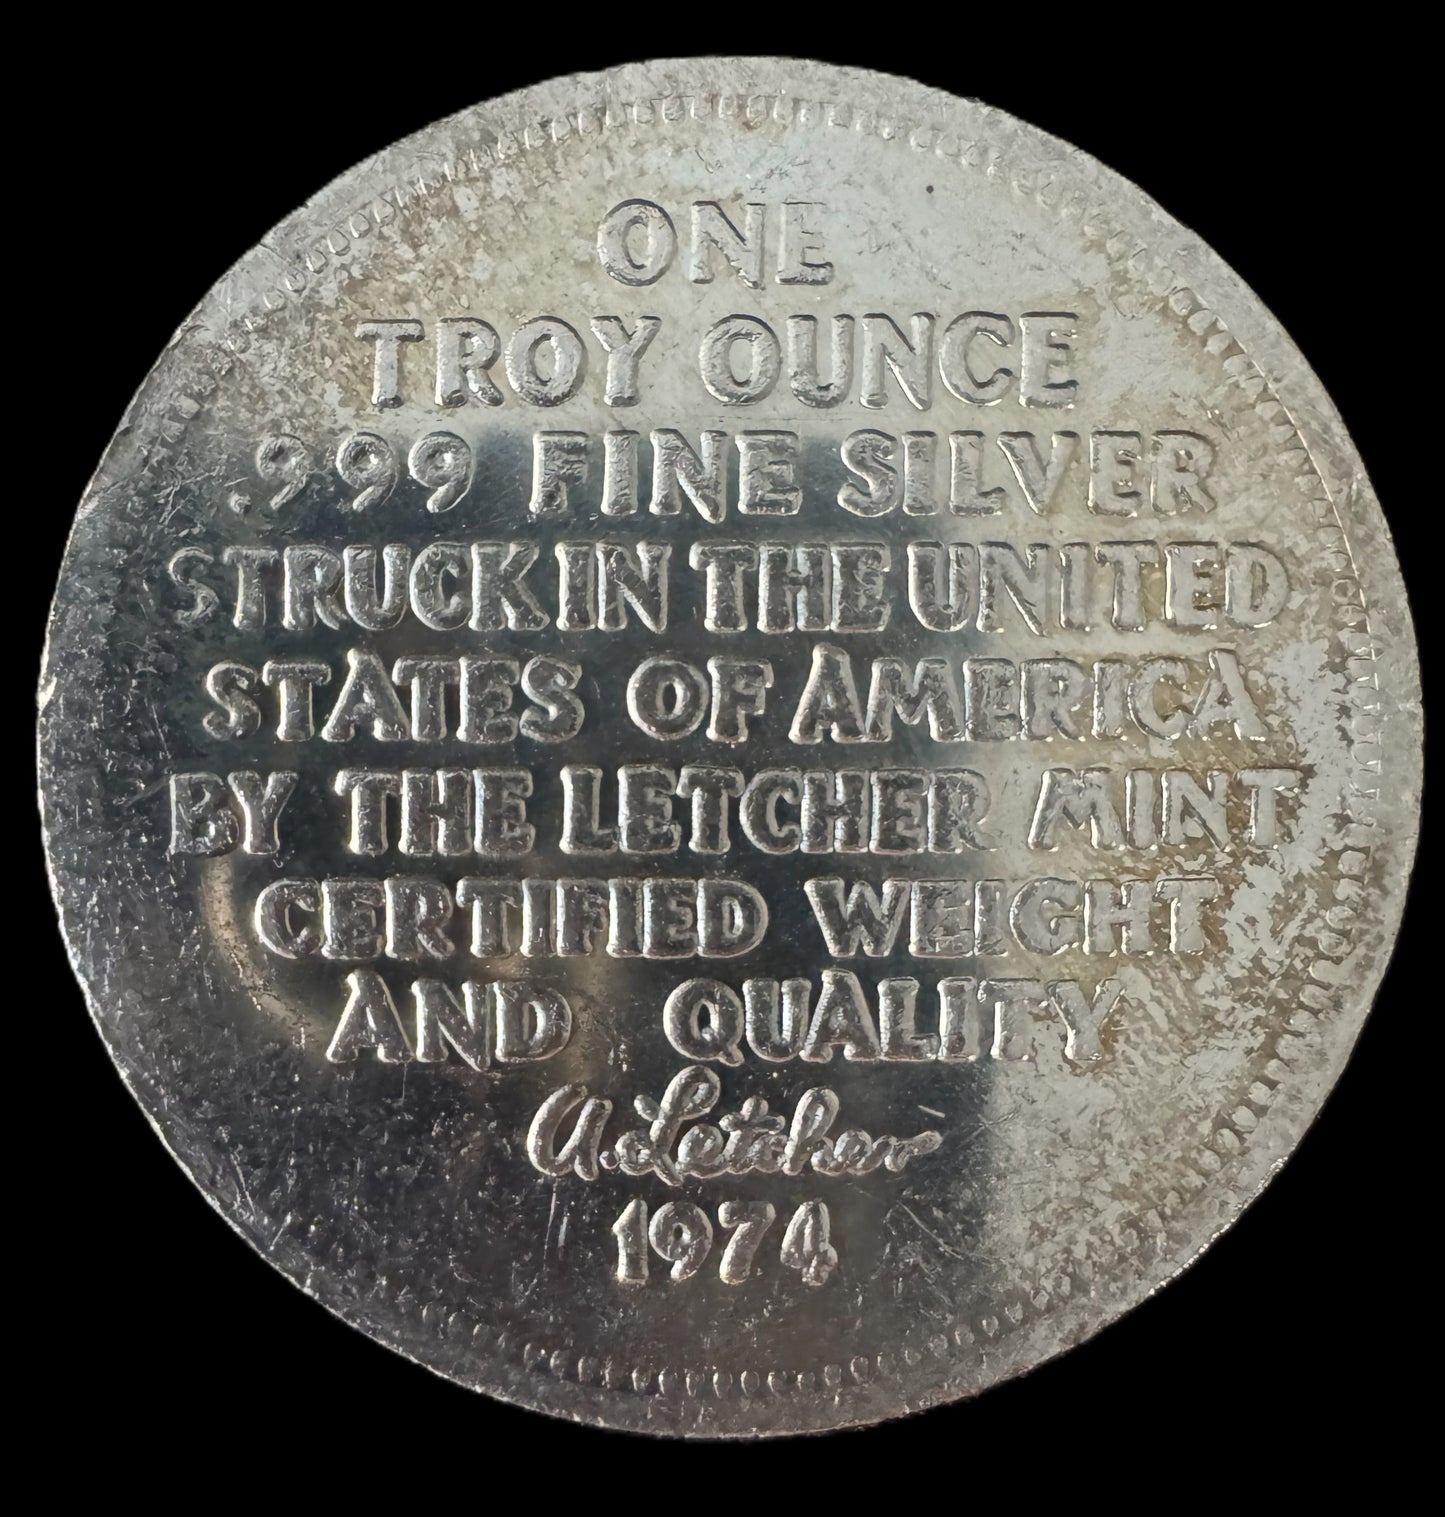 ONE
TROY OUNCE
.999 FINE SILVER
STRUCK IN THE UNITED
STATES OF AMERICA
BY THE LETCHER MINT
CERTIFIED WEIGHT
AND QUALITY
A. Letcher
1974